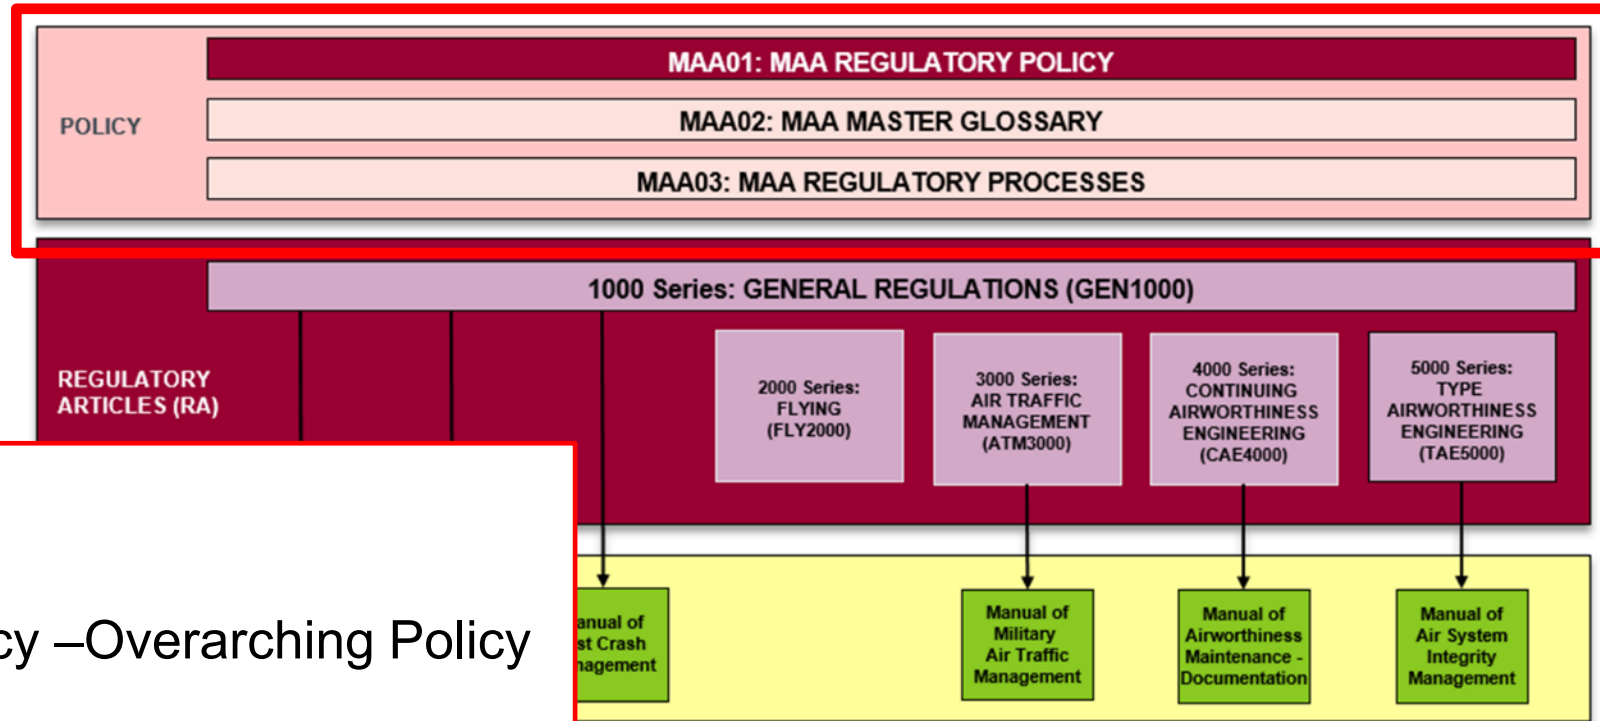 MAA01: MAA REGULATORY POLICY
POLICY
MAA02: MAA MASTER GLOSSARY
MAA03: MAA REGULATORY PROCESSES
1000 Series: GENERAL REGULATIONS (GEN1000)
REGULATORY
ARTICLES (RA)
2000 Series:
FLYING
(FLY2000)
3000 Series:
AIR TRAFFIC
MANAGEMENT
(ATM3000)
4000 Series:
CONTINUING
AIRWORTHINESS
ENGINEERING
(CAE4000)
5000 Series:
TYPE
AIRWORTHINESS
ENGINEERING
(TAE5000)
cy –Overarching Policy
anual of
st Crash
nagement
Manual of
Military
Air Traffic
Management
Manual of
Airworthiness
Maintenance -
Documentation
Manual of
Air System
Integrity
Management